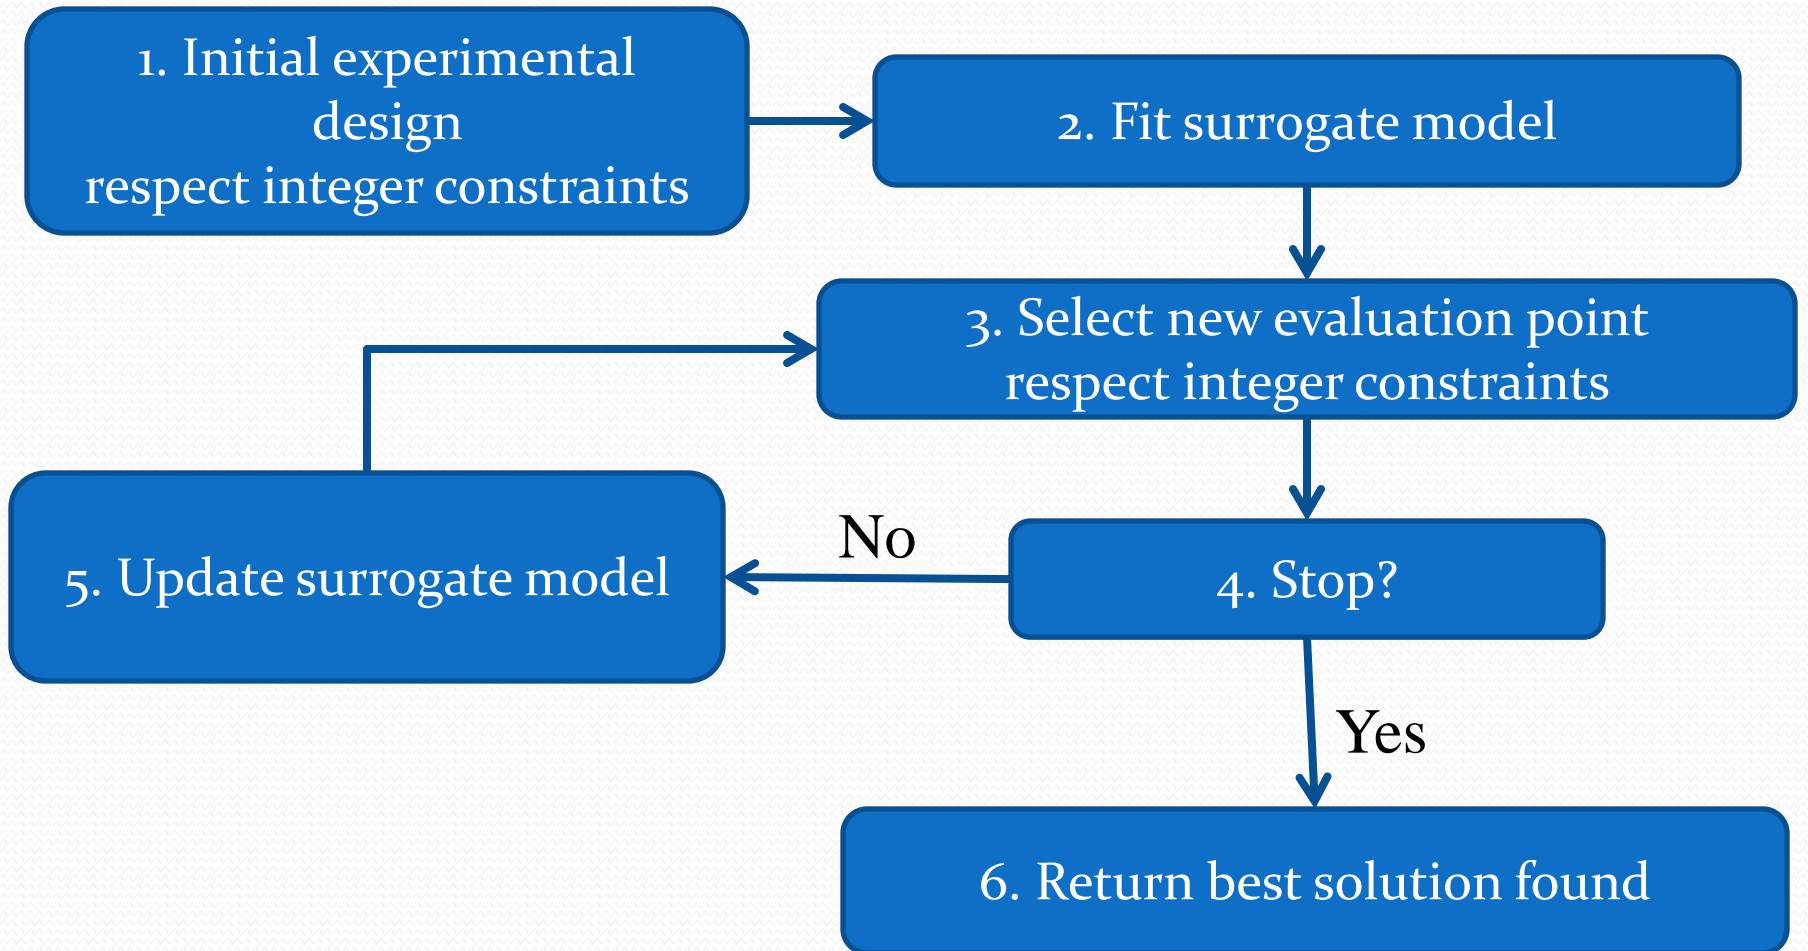 1. Initial experimental
design
respect integer constraints
2. Fit surrogate model
3. Select new evaluation point
respect integer constraints
No
5. Update surrogate model
4. Stop?
Yes
6. Return best solution found